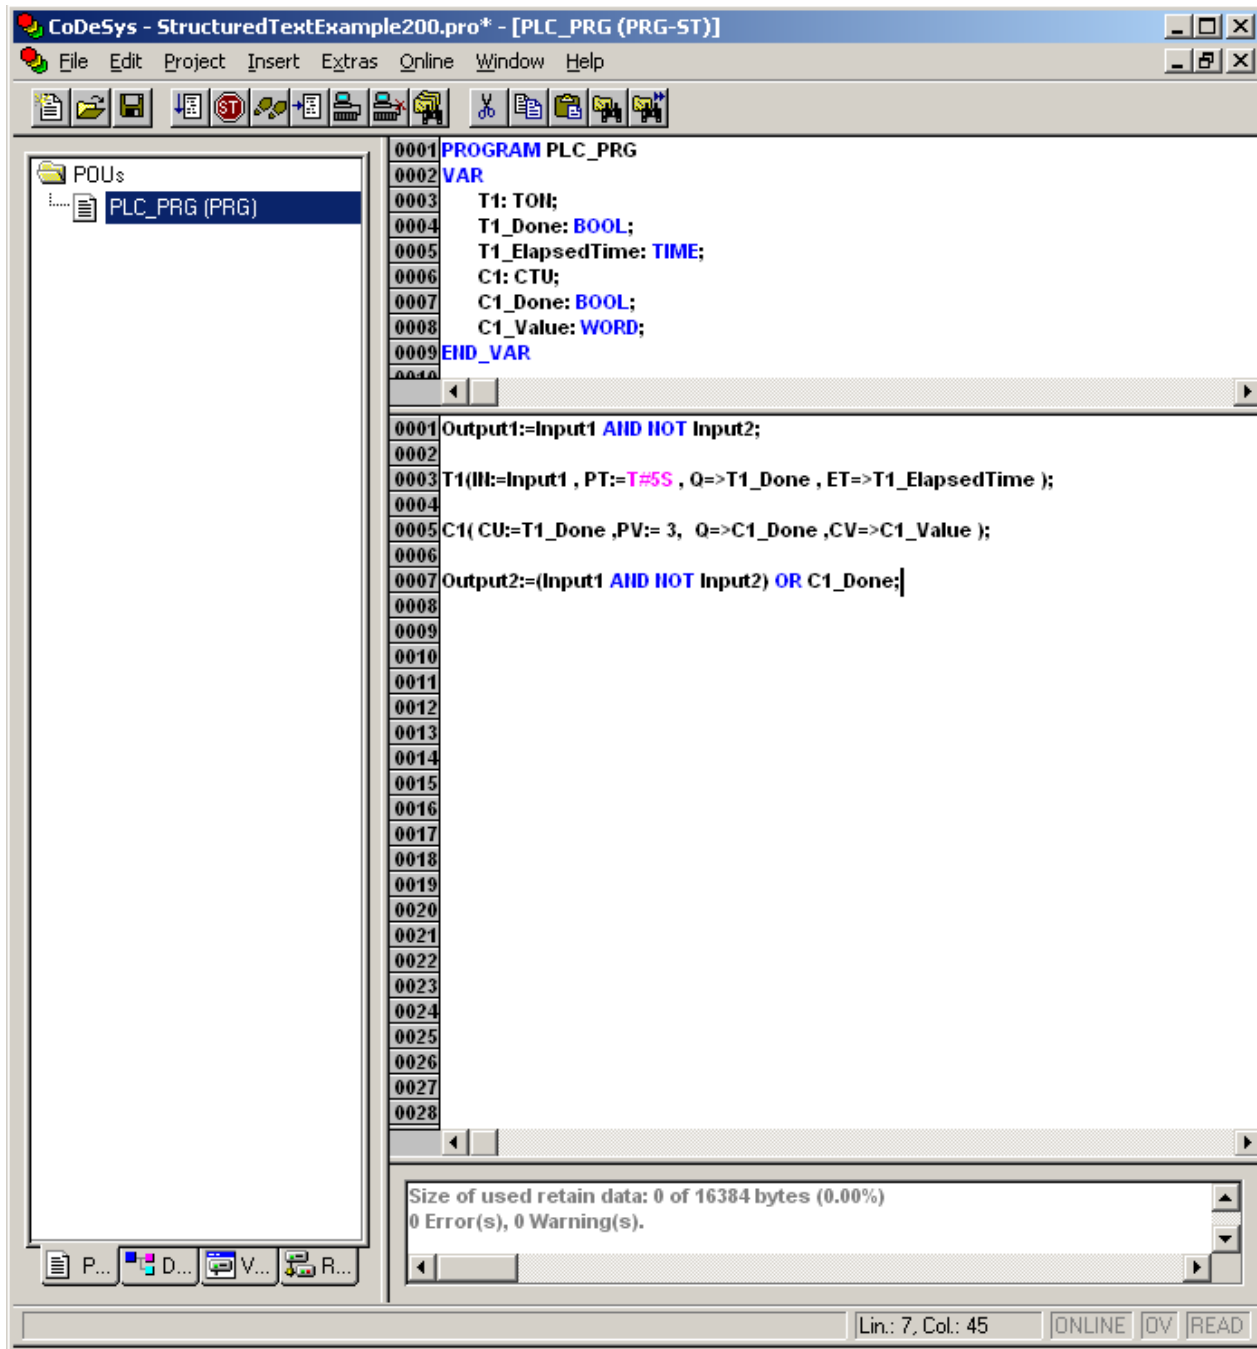 CoDeSys - StructuredTextExample200.pro* - [PLC_PRG (PRG-ST)]
File Edit Project Insert Extras Online Window Help
ST
POUs
PLC_PRG (PRG)
0001 PROGRAM PLC_PRG
0002 VAR
0003 T1: TON;
0004 T1_Done: BOOL;
0005 T1_ElapsedTime: TIME;
0006 C1: CTU;
0007 C1_Done: BOOL;
0008 C1_Value: WORD;
0009 END_VAR
0010
0001 Output1:=Input1 AND NOT Input2;
0002
0003 T1(IN:=Input1 , PT:=T#5S , Q=>T1_Done , ET=>T1_ElapsedTime );
0004
0005 C1( CU:=T1_Done ,PV:= 3, Q=>C1_Done ,CV=>C1_Value );
0006
0007 Output2:=(Input1 AND NOT Input2) OR C1_Done;
0008
0009
0010
0011
0012
0013
0014
0015
0016
0017
0018
0019
0020
0021
0022
0023
0024
0025
0026
0027
0028
Size of used retain data: 0 of 16384 bytes (0.00%)
0 Error(s), 0 Warning(s).
P... D... V... R...
Lin.: 7, Col.: 45 ONLINE OV READ